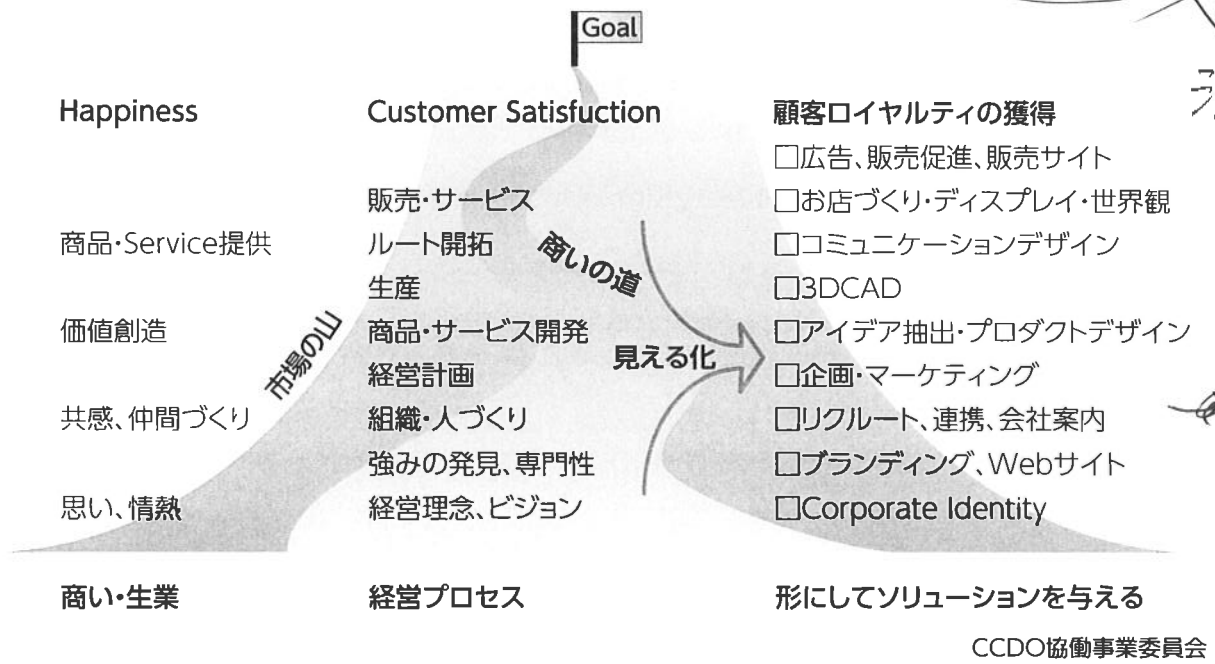 Goal
Happiness
Customer Satisfuction
顧客ロイヤルティの獲得
□広告、販売促進、販売サイト
販売・サービス
□お店づくり・ディスプレイ・世界観
商品・Service提供
ルート開拓
商いの道
□コミュニケーションデザイン
生産
□3DCAD
価値創造
市場の山
商品・サービス開発
見える化
□アイデア抽出・プロダクトデザイン
経営計画
□企画・マーケティング
共感、仲間づくり
組織・人づくり
□リクルート、連携、会社案内
強みの発見、専門性
□ブランディング、Webサイト
思い、情熱
経営理念、ビジョン
□Corporate Identity
商い・生業
経営プロセス
形にしてソリューションを与える
CCDO協働事業委員会